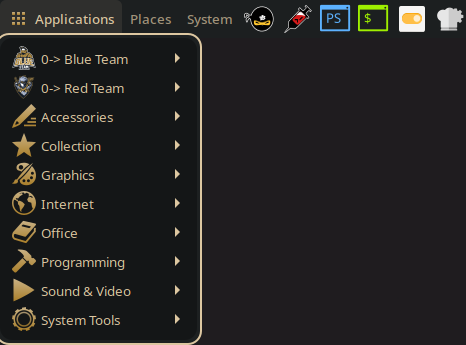 Applications Places System PS $
0-> Blue Team
0-> Red Team
Accessories
Collection
Graphics
Internet
Office
Programming
Sound & Video
System Tools